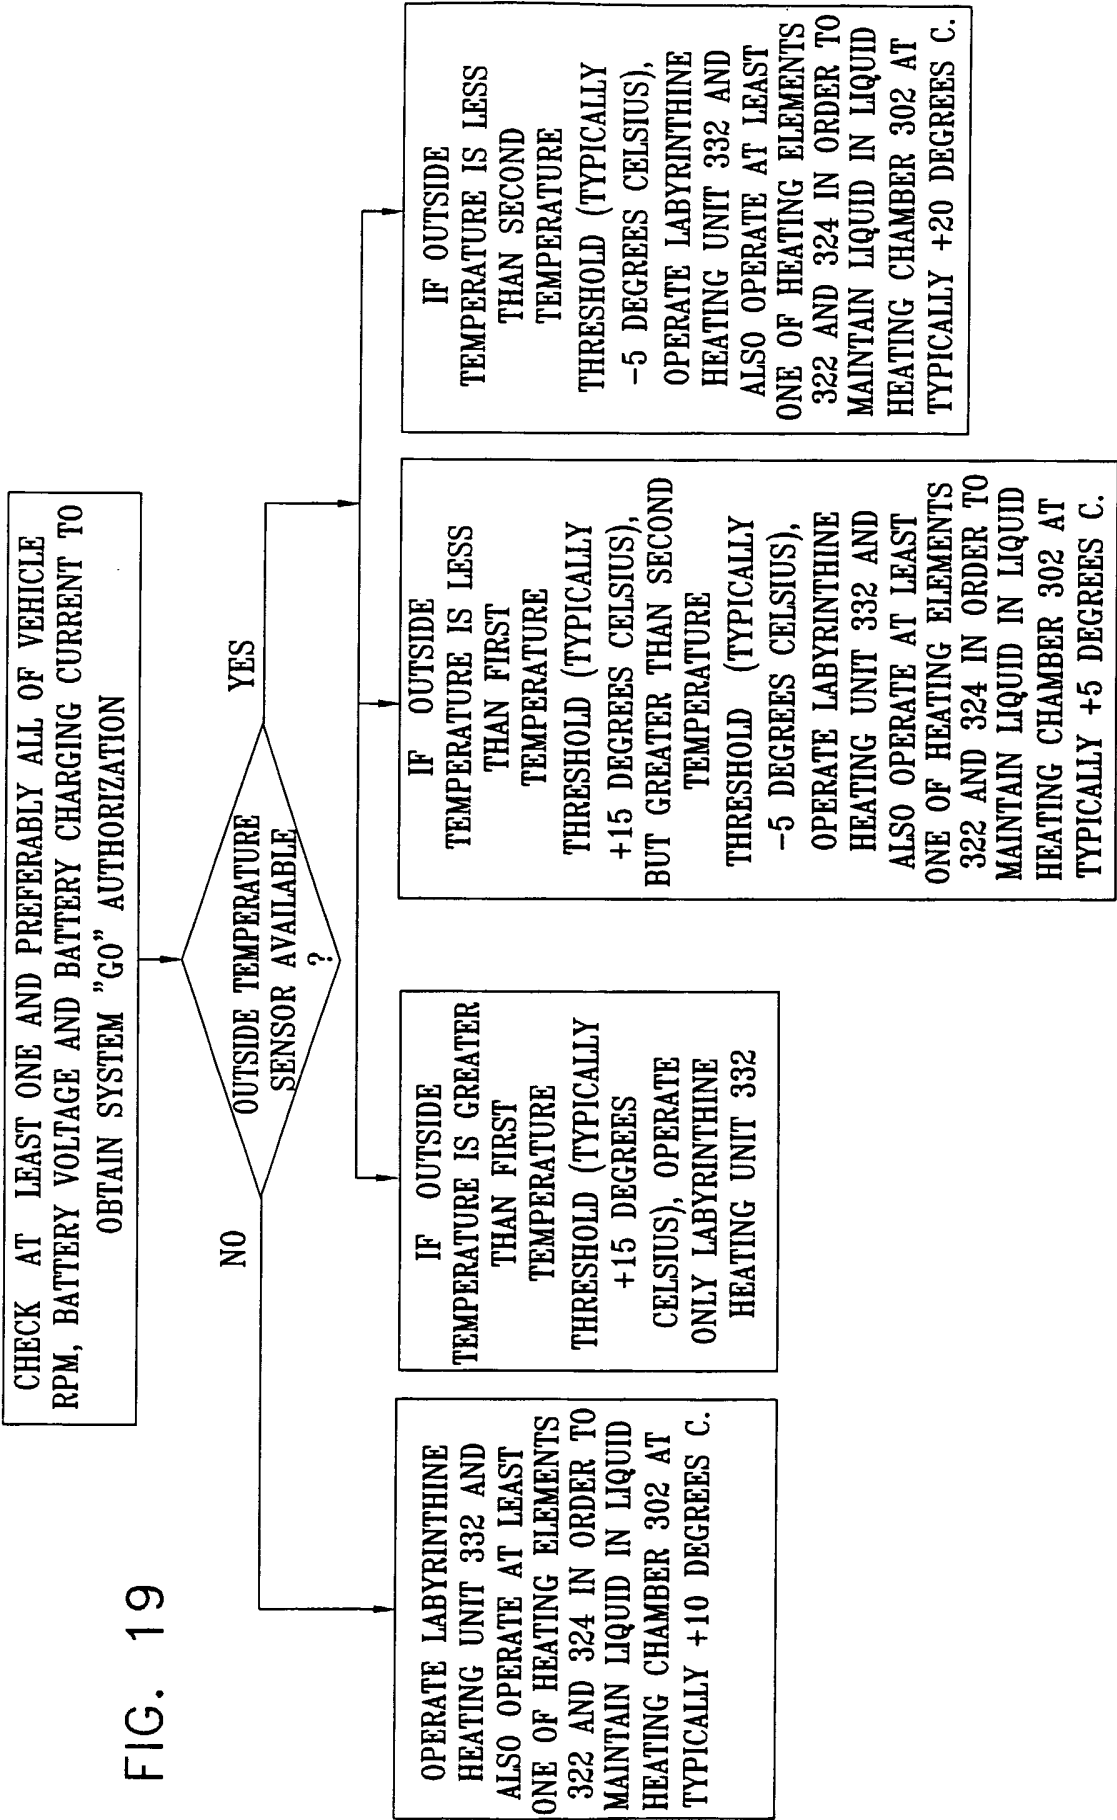 FIG. 19
CHECK AT LEAST ONE AND PREFERABLY ALL OF VEHICLE
RPM, BATTERY VOLTAGE AND BATTERY CHARGING CURRENT TO
OBTAIN SYSTEM "GO" AUTHORIZATION
OUTSIDE TEMPERATURE
SENSOR AVAILABLE
?
NO
YES
OPERATE LABYRINTHINE
HEATING UNIT 332 AND
ALSO OPERATE AT LEAST
ONE OF HEATING ELEMENTS
322 AND 324 IN ORDER TO
MAINTAIN LIQUID IN LIQUID
HEATING CHAMBER 302 AT
TYPICALLY +10 DEGREES C.
IF OUTSIDE
TEMPERATURE IS GREATER
THAN FIRST
TEMPERATURE
THRESHOLD (TYPICALLY
+15 DEGREES
CELSIUS), OPERATE
ONLY LABYRINTHINE
HEATING UNIT 332
IF OUTSIDE
TEMPERATURE IS LESS
THAN FIRST
TEMPERATURE
THRESHOLD (TYPICALLY
+15 DEGREES CELSIUS),
BUT GREATER THAN SECOND
TEMPERATURE
THRESHOLD (TYPICALLY
-5 DEGREES CELSIUS),
OPERATE LABYRINTHINE
HEATING UNIT 332 AND
ALSO OPERATE AT LEAST
ONE OF HEATING ELEMENTS
322 AND 324 IN ORDER TO
MAINTAIN LIQUID IN LIQUID
HEATING CHAMBER 302 AT
TYPICALLY +5 DEGREES C.
IF OUTSIDE
TEMPERATURE IS LESS
THAN SECOND
TEMPERATURE
THRESHOLD (TYPICALLY
-5 DEGREES CELSIUS),
OPERATE LABYRINTHINE
HEATING UNIT 332 AND
ALSO OPERATE AT LEAST
ONE OF HEATING ELEMENTS
322 AND 324 IN ORDER TO
MAINTAIN LIQUID IN LIQUID
HEATING CHAMBER 302 AT
TYPICALLY +20 DEGREES C.